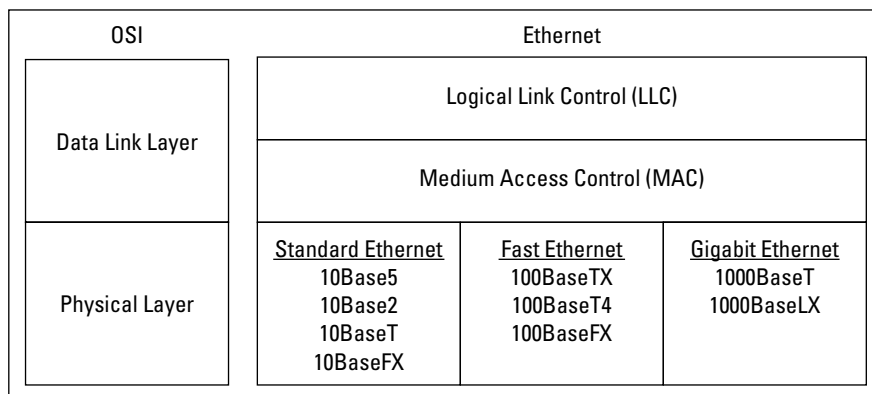 OSI
Ethernet
Data Link Layer
Logical Link Control (LLC)
Medium Access Control (MAC)
Physical Layer
Standard Ethernet
10Base5
10Base2
10BaseT
10BaseFX
Fast Ethernet
100BaseTX
100BaseT4
100BaseFX
Gigabit Ethernet
1000BaseT
1000BaseLX